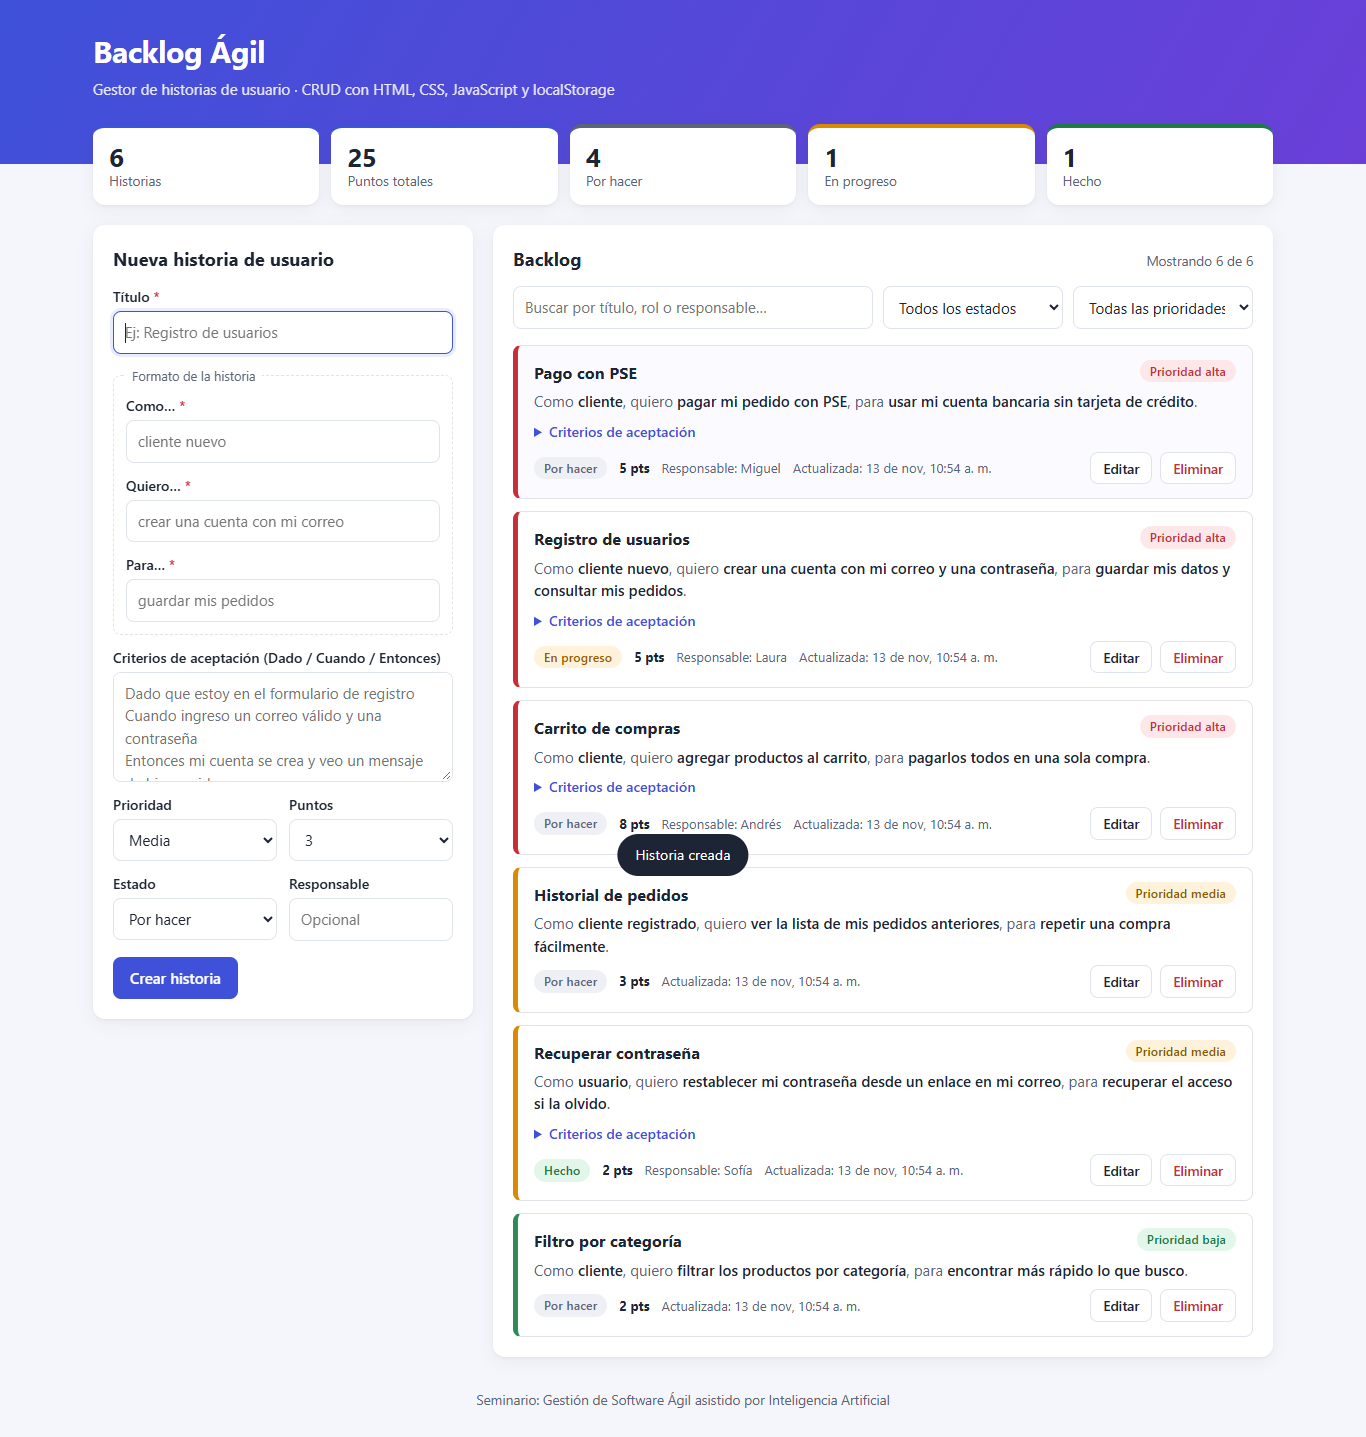 Backlog Ágil
Gestor de historias de usuario · CRUD con HTML, CSS, JavaScript y localStorage
6
Historias
25
Puntos totales
4
Por hacer
1
En progreso
1
Hecho
Nueva historia de usuario
Título *
Ej: Registro de usuarios
Formato de la historia
Como... *
cliente nuevo
Quiero... *
crear una cuenta con mi correo
Para... *
guardar mis pedidos
Criterios de aceptación (Dado / Cuando / Entonces)
Dado que estoy en el formulario de registro
Cuando ingreso un correo válido y una
contraseña
Entonces mi cuenta se crea y veo un mensaje
Prioridad
Puntos
Media
3
Estado
Responsable
Por hacer
Opcional
Crear historia
Backlog
Mostrando 6 de 6
Buscar por título, rol o responsable...
Todos los estados
Todas las prioridades
Pago con PSE
Prioridad alta
Como cliente, quiero pagar mi pedido con PSE, para usar mi cuenta bancaria sin tarjeta de crédito.
▶ Criterios de aceptación
Por hacer 5 pts Responsable: Miguel Actualizada: 13 de nov, 10:54 a. m.
Editar Eliminar
Registro de usuarios
Prioridad alta
Como cliente nuevo, quiero crear una cuenta con mi correo y una contraseña, para guardar mis datos y
consultar mis pedidos.
▶ Criterios de aceptación
En progreso 5 pts Responsable: Laura Actualizada: 13 de nov, 10:54 a. m.
Editar Eliminar
Carrito de compras
Prioridad alta
Como cliente, quiero agregar productos al carrito, para pagarlos todos en una sola compra.
▶ Criterios de aceptación
Por hacer 8 pts Responsable: Andrés Actualizada: 13 de nov, 10:54 a. m.
Editar Eliminar
Historia creada
Historial de pedidos
Prioridad media
Como cliente registrado, quiero ver la lista de mis pedidos anteriores, para repetir una compra
fácilmente.
Por hacer 3 pts Actualizada: 13 de nov, 10:54 a. m.
Editar Eliminar
Recuperar contraseña
Prioridad media
Como usuario, quiero restablecer mi contraseña desde un enlace en mi correo, para recuperar el acceso
si la olvido.
▶ Criterios de aceptación
Hecho 2 pts Responsable: Sofía Actualizada: 13 de nov, 10:54 a. m.
Editar Eliminar
Filtro por categoría
Prioridad baja
Como cliente, quiero filtrar los productos por categoría, para encontrar más rápido lo que busco.
Por hacer 2 pts Actualizada: 13 de nov, 10:54 a. m.
Editar Eliminar
Seminario: Gestión de Software Ágil asistido por Inteligencia Artificial